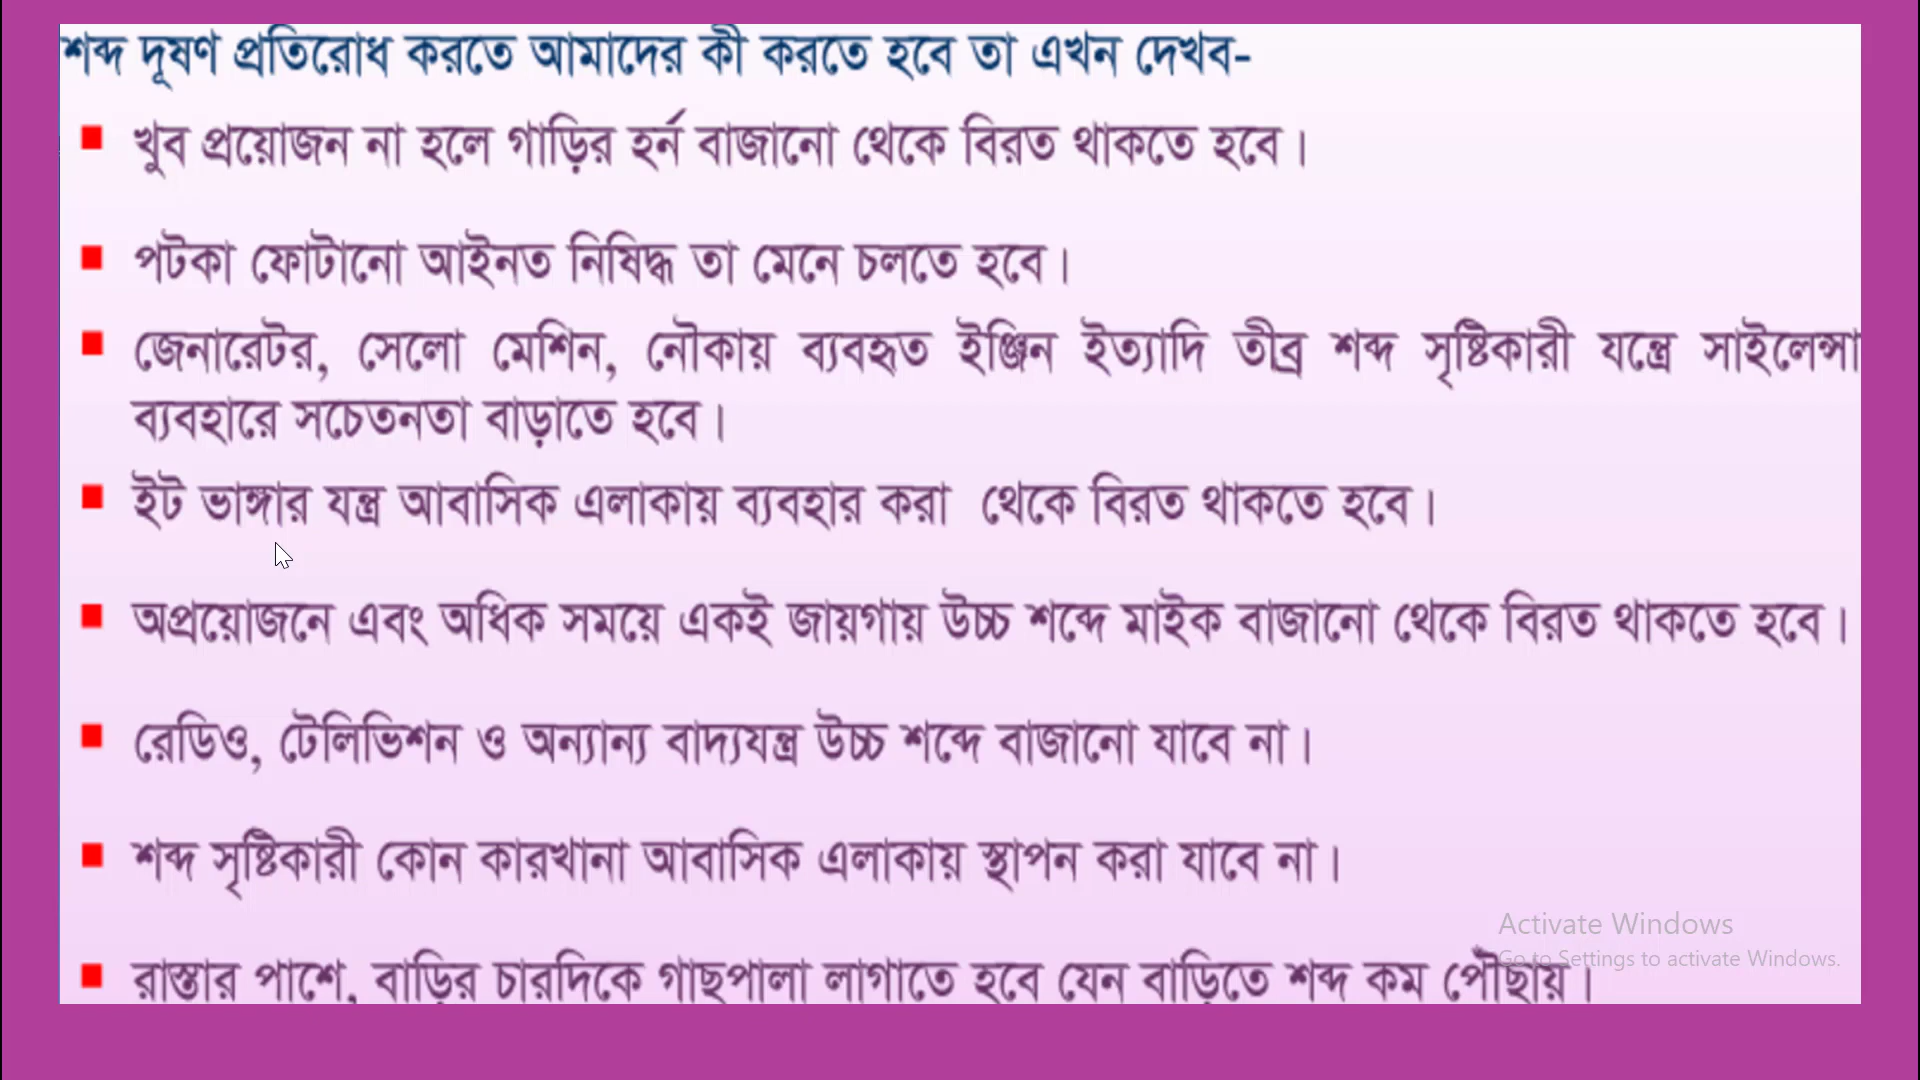 শব্দ দূষণ প্রতিরোধ করতে আমাদের কী করতে হবে তা এখন দেখব-
খুব প্রয়োজন না হলে গাড়ির হর্ন বাজানো থেকে বিরত থাকতে হবে।
পটকা ফোটানো আইনত নিষিদ্ধ তা মেনে চলতে হবে।
জেনারেটর, সেলো মেশিন, নৌকায় ব্যবহৃত ইঞ্জিন ইত্যাদি তীব্র শব্দ সৃষ্টিকারী যন্ত্রে সাইলেন্সা
ব্যবহারে সচেতনতা বাড়াতে হবে।
ইট ভাঙ্গার যন্ত্র আবাসিক এলাকায় ব্যবহার করা থেকে বিরত থাকতে হবে।
অপ্রয়োজনে এবং অধিক সময়ে একই জায়গায় উচ্চ শব্দে মাইক বাজানো থেকে বিরত থাকতে হবে।
রেডিও, টেলিভিশন ও অন্যান্য বাদ্যযন্ত্র উচ্চ শব্দে বাজানো যাবে না।
শব্দ সৃষ্টিকারী কোন কারখানা আবাসিক এলাকায় স্থাপন করা যাবে না।
রাস্তার পাশে, বাড়ির চারদিকে গাছপালা লাগাতে হবে যেন বাড়িতে শব্দ কম পৌঁছায়।
Activate Windows
Go to Settings to activate Windows.